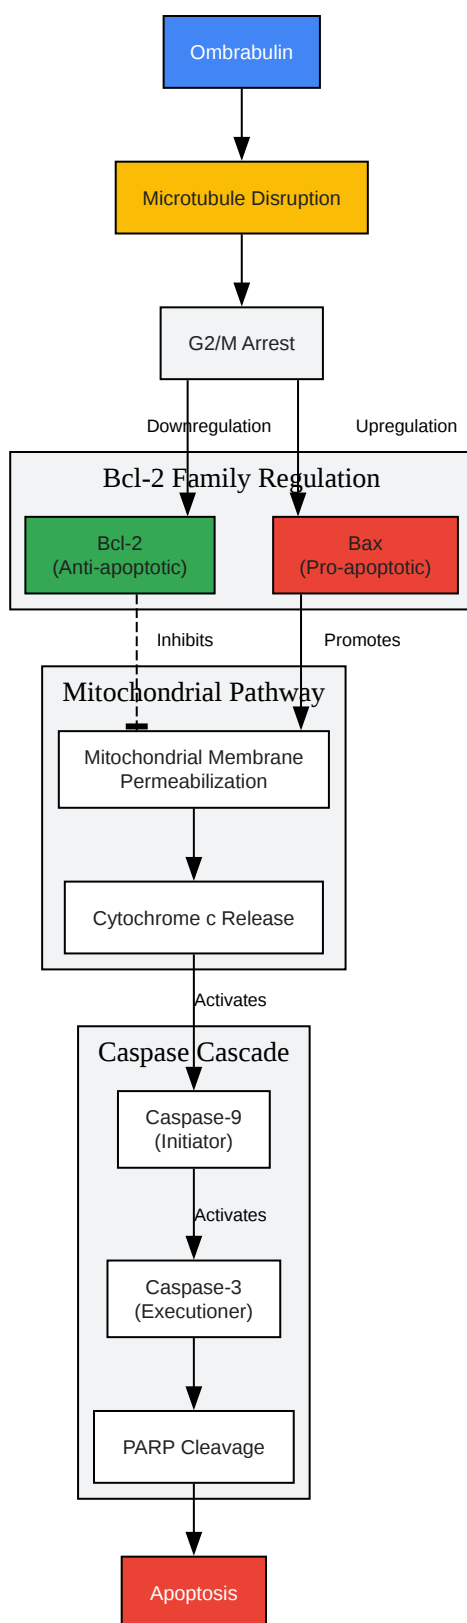 Ombrabulin
Microtubule Disruption
G2/M Arrest
Downregulation
Upregulation
Bcl-2 Family Regulation
Bcl-2
(Anti-apoptotic)
Bax
(Pro-apoptotic)
Inhibits
Promotes
Mitochondrial Pathway
Mitochondrial Membrane
Permeabilization
Cytochrome c Release
Activates
Caspase Cascade
Caspase-9
(Initiator)
Activates
Caspase-3
(Executioner)
PARP Cleavage
Apoptosis